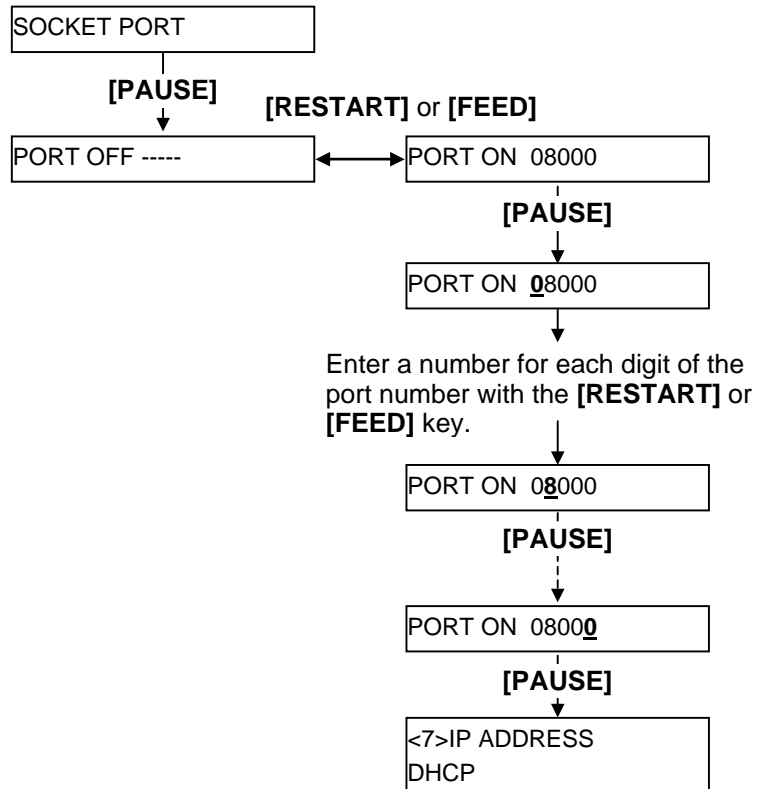 SOCKET PORT
[PAUSE]
[RESTART] or [FEED]
PORT OFF -----
PORT ON 08000
[PAUSE]
PORT ON 08000
Enter a number for each digit of the
port number with the [RESTART] or
[FEED] key.
PORT ON 08000
[PAUSE]
PORT ON 08000
[PAUSE]
<7>IP ADDRESS
DHCP